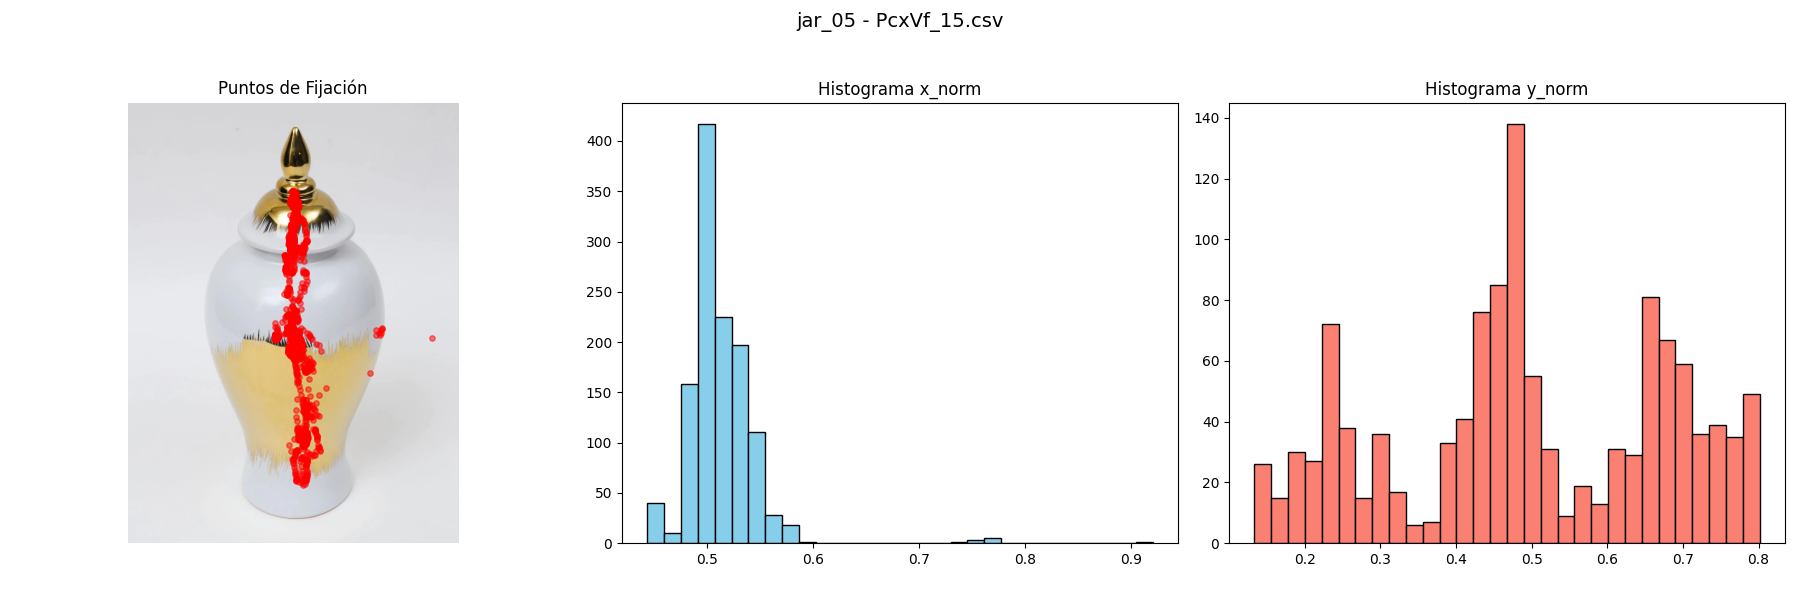 jar_05 - PcxVf_15.csv
Puntos de Fijación
Histograma x_norm
400
350
300
250
200
150
100
50
0
0.5 0.6 0.7 0.8 0.9
Histograma y_norm
140
120
100
80
60
40
20
0
0.2 0.3 0.4 0.5 0.6 0.7 0.8